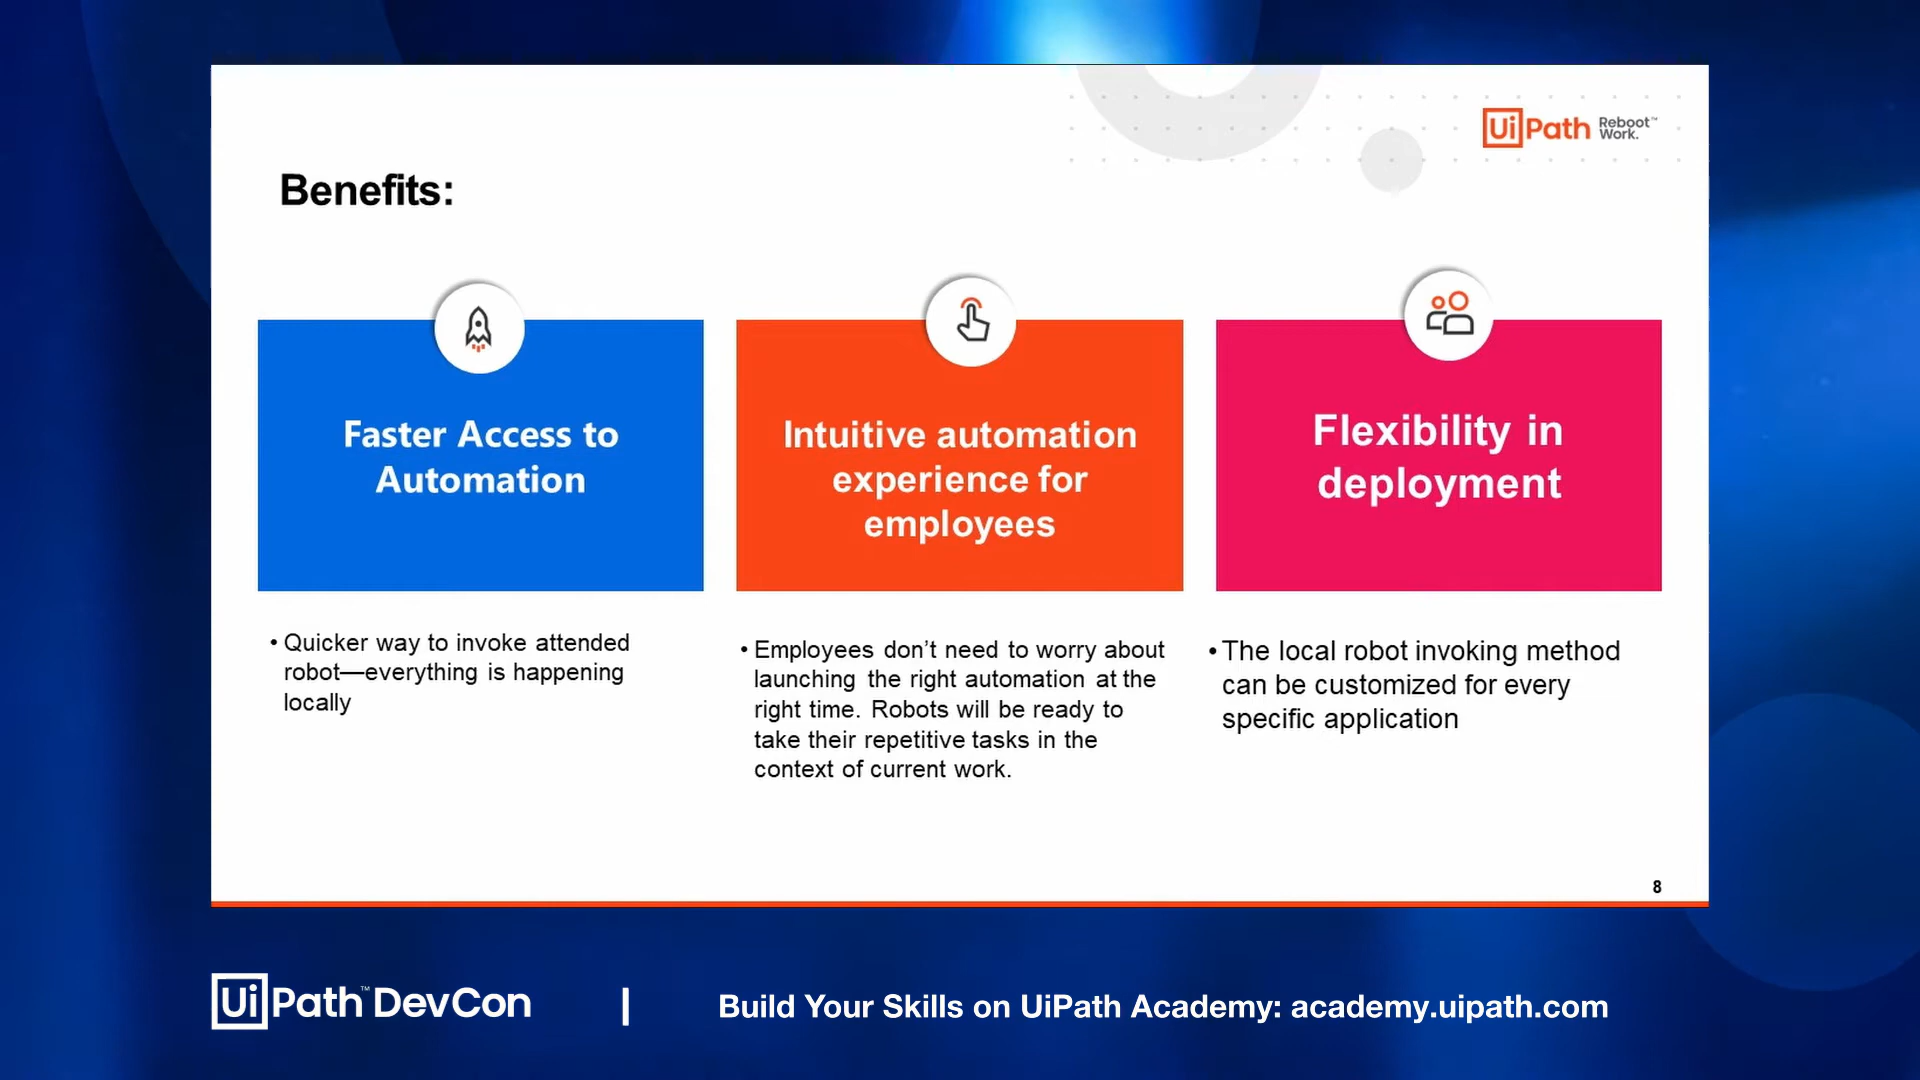 UiPath Reboot™
Work.
Benefits:
Faster Access to
Automation
• Quicker way to invoke attended
robot—everything is happening
locally
Intuitive automation
experience for
employees
• Employees don’t need to worry about
launching the right automation at the
right time. Robots will be ready to
take their repetitive tasks in the
context of current work.
Flexibility in
deployment
• The local robot invoking method
can be customized for every
specific application
8
UiPath™ DevCon | Build Your Skills on UiPath Academy: academy.uipath.com